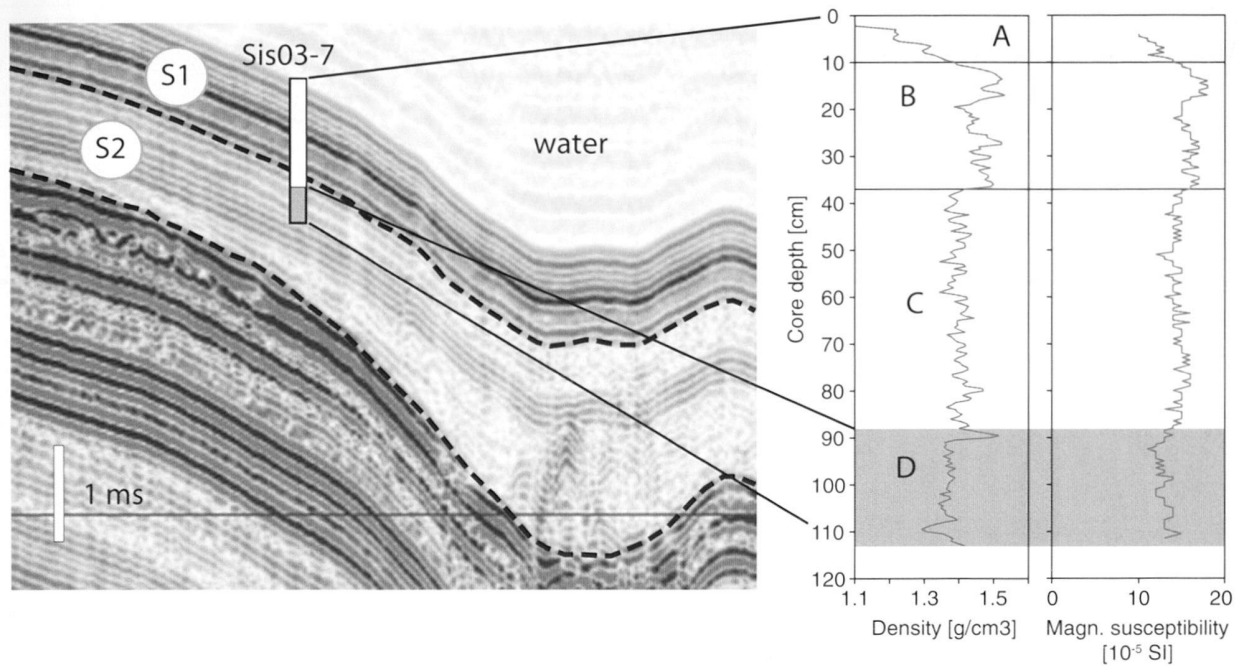 Sis03-7
S1
S2
water
1 ms
0
10
20
30
40
50
60
70
80
90
100
110
120
Core depth [cm]
A
B
C
D
1.1 1.3 1.5
Density [g/cm3]
0 10 20
Magn. susceptibility
[10⁻⁵ SI]